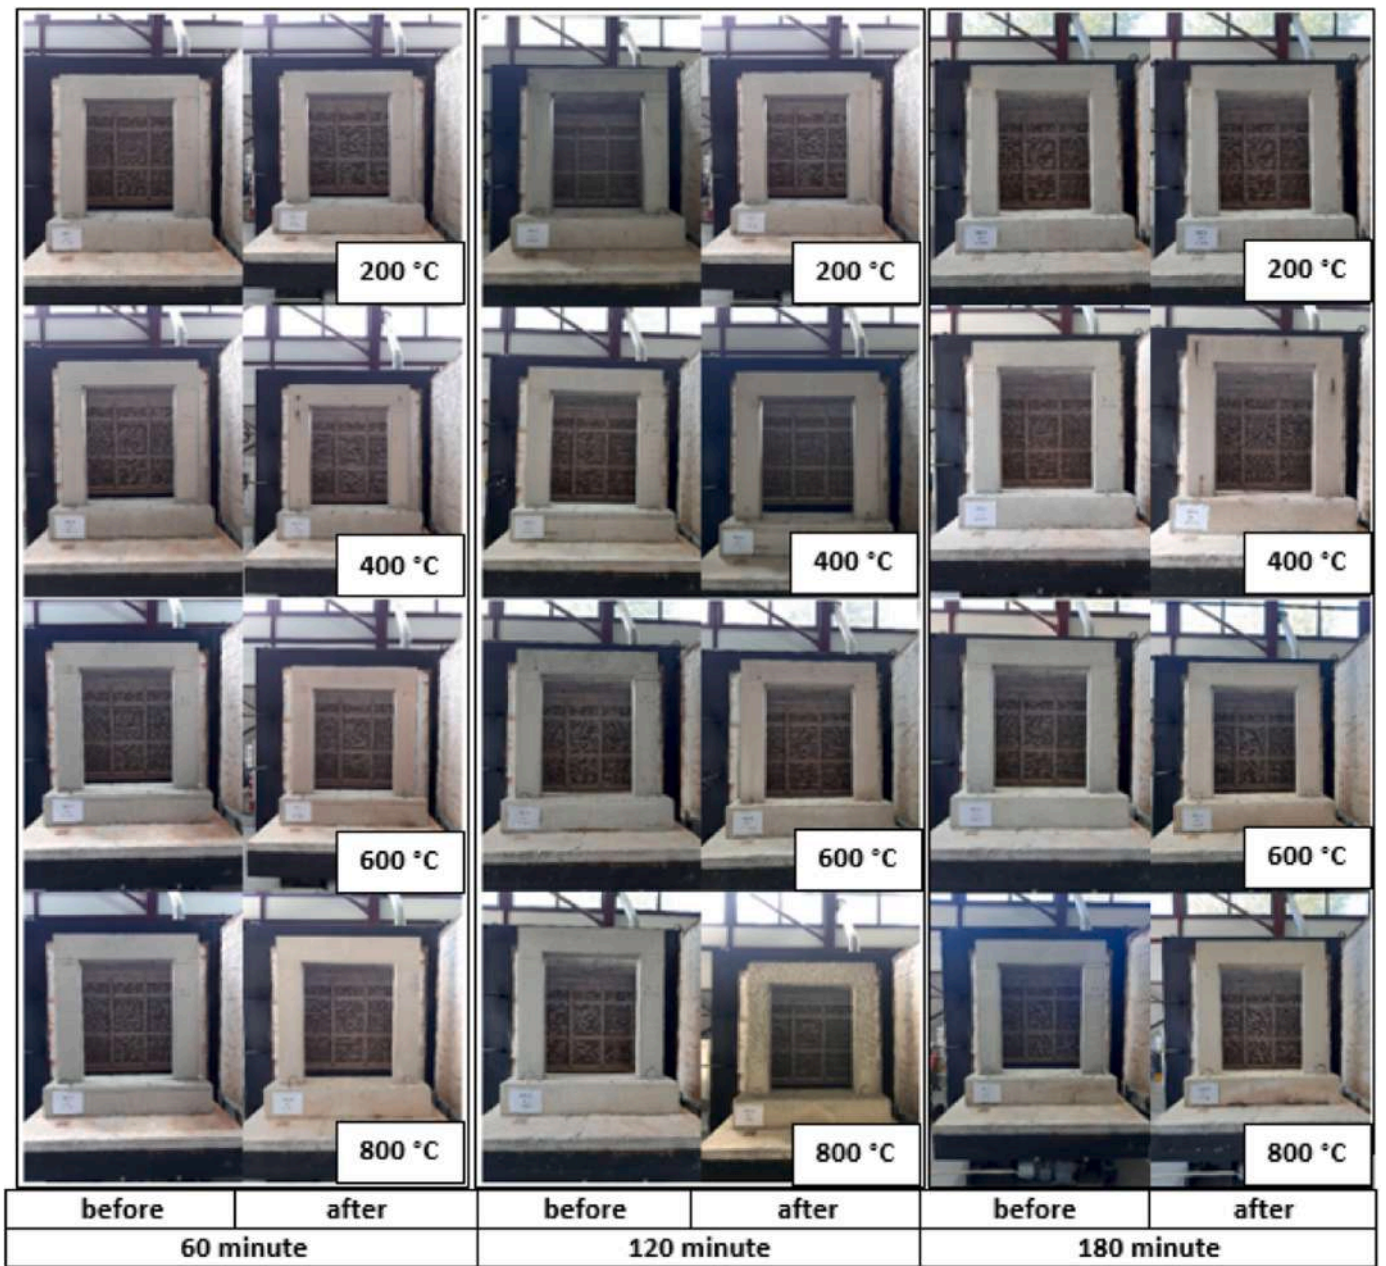 200 °C 200 °C 200 °C
400 °C 400 °C 400 °C
600 °C 600 °C 600 °C
800 °C 800 °C 800 °C
before after before after before after
60 minute 120 minute 180 minute